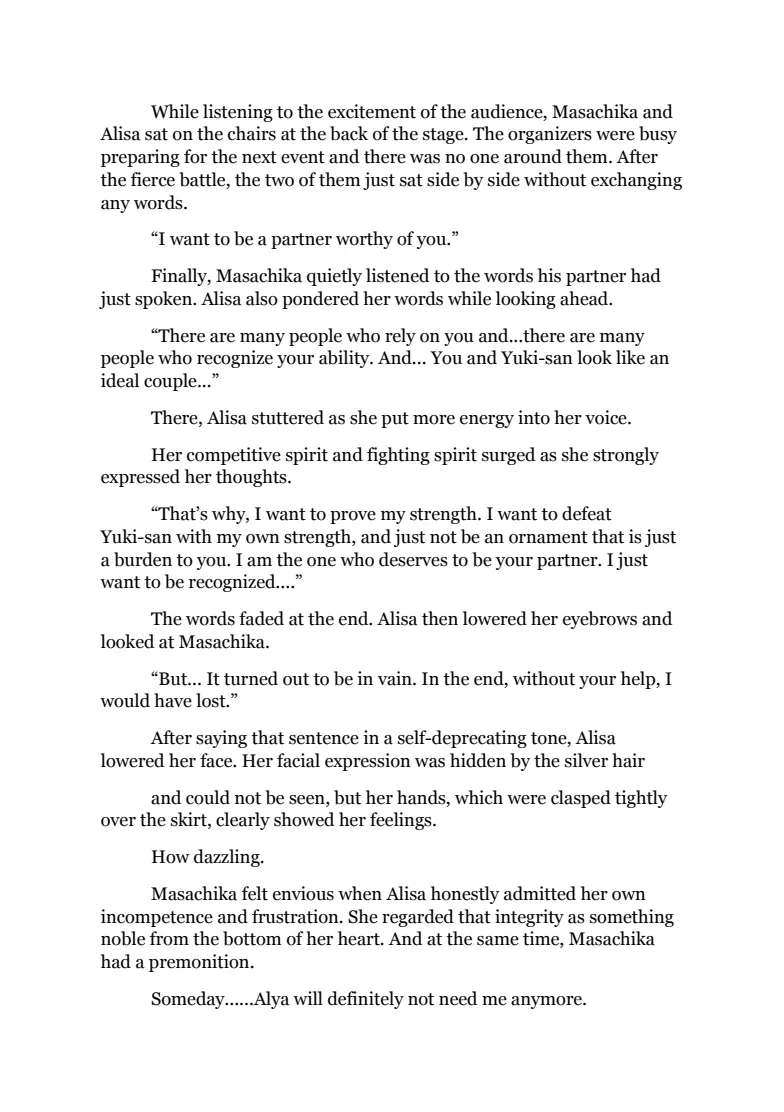 While listening to the excitement of the audience, Masachika and
Alisa sat on the chairs at the back of the stage. The organizers were busy
preparing for the next event and there was no one around them. After
the fierce battle, the two of them just sat side by side without exchanging
any words.
“I want to be a partner worthy of you.”
Finally, Masachika quietly listened to the words his partner had
just spoken. Alisa also pondered her words while looking ahead.
“There are many people who rely on you and...there are many
people who recognize your ability. And... You and Yuki-san look like an
ideal couple...”
There, Alisa stuttered as she put more energy into her voice.
Her competitive spirit and fighting spirit surged as she strongly
expressed her thoughts.
“That’s why, I want to prove my strength. I want to defeat
Yuki-san with my own strength, and just not be an ornament that is just
a burden to you. I am the one who deserves to be your partner. I just
want to be recognized....”
The words faded at the end. Alisa then lowered her eyebrows and
looked at Masachika.
“But... It turned out to be in vain. In the end, without your help, I
would have lost.”
After saying that sentence in a self-deprecating tone, Alisa
lowered her face. Her facial expression was hidden by the silver hair
and could not be seen, but her hands, which were clasped tightly
over the skirt, clearly showed her feelings.
How dazzling.
Masachika felt envious when Alisa honestly admitted her own
incompetence and frustration. She regarded that integrity as something
noble from the bottom of her heart. And at the same time, Masachika
had a premonition.
Someday......Alya will definitely not need me anymore.